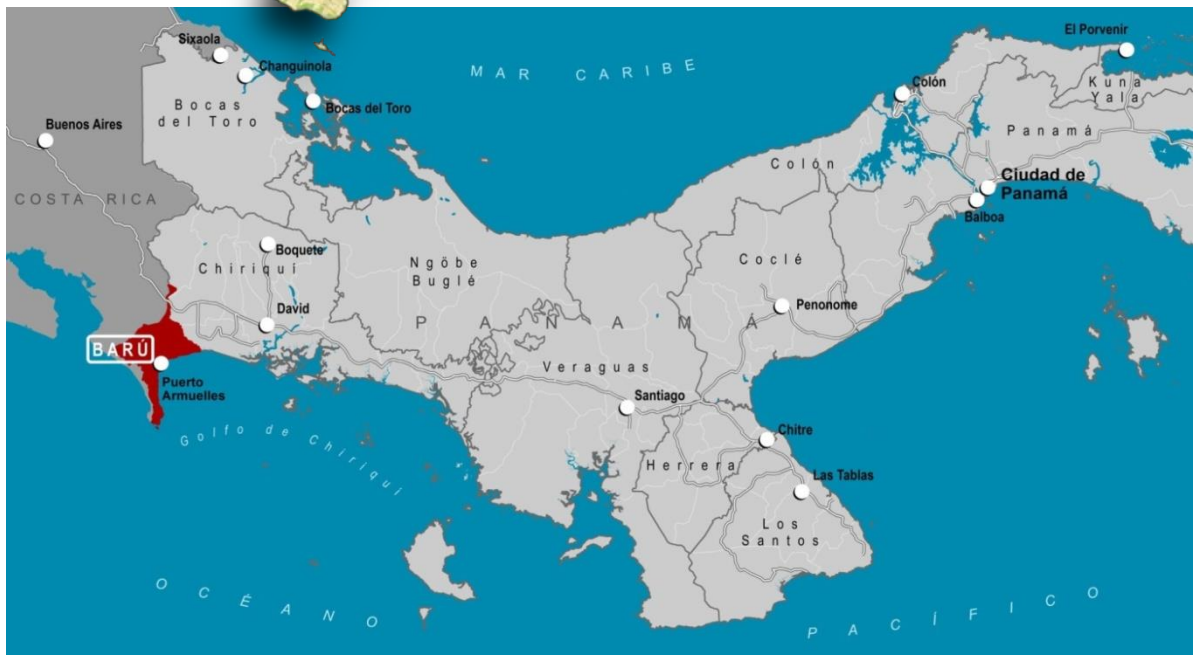 El Porvenir
Sixaola
MAR CARIBE
Changuinola
Kuna
Yala
Colón
Bocas
del Toro
Bocas del Toro
Buenos Aires
Panamá
Colón
Ciudad de
Panamá
COSTA RICA
Balboa
Boquete
Chiriquí
Ngöbe
Buglé
Coclé
David
Penonome
PANAMÁ
BARÚ
Veraguas
Puerto
Armuelles
Santiago
Golfo de Chiriquí
Chitre
Herrera
Las Tablas
Los
Santos
OCÉANO
PACÍFICO